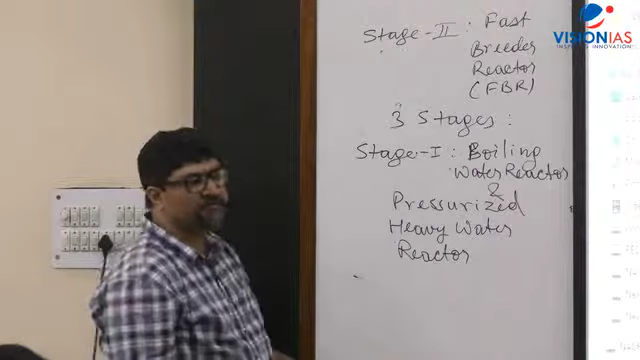 VISIONIAS
INSPIRING INNOVATION
Stage-II : Fast
Breeder
Reactor
(FBR)
3 Stages :
Stage-I : Boiling
Water Reactor
&
Pressurized
Heavy Water
Reactor